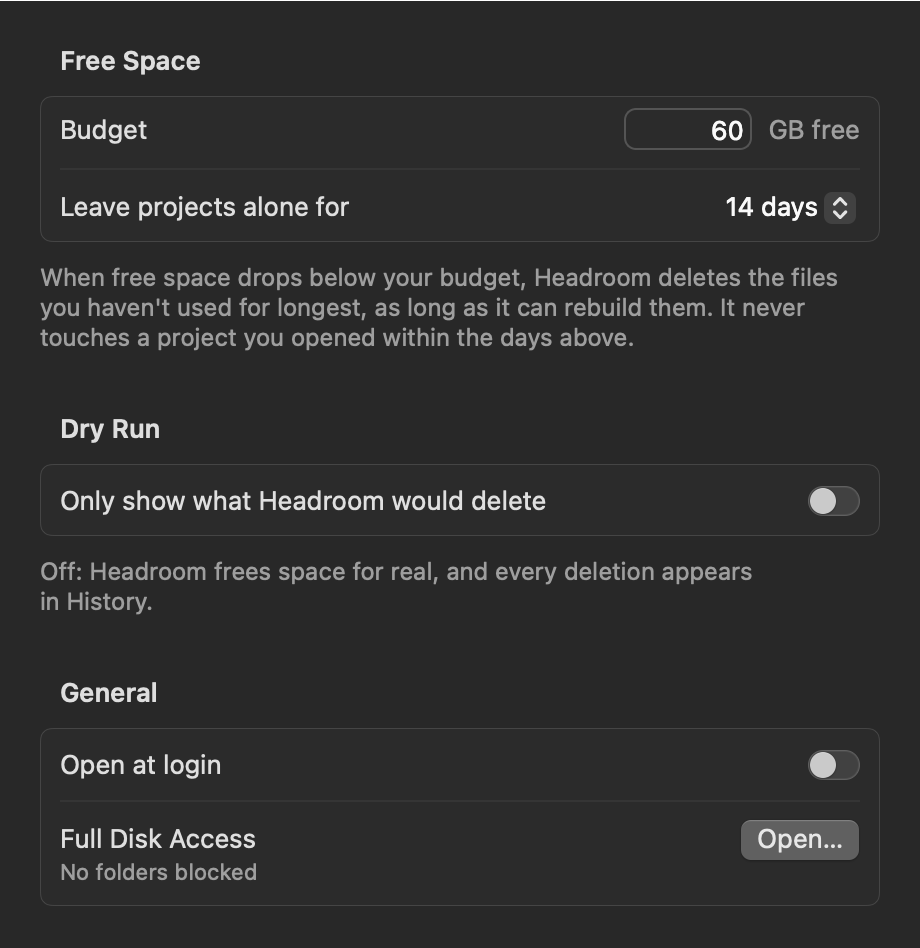 Free Space
Budget 60 GB free
Leave projects alone for 14 days
When free space drops below your budget, Headroom deletes the files
you haven't used for longest, as long as it can rebuild them. It never
touches a project you opened within the days above.
Dry Run
Only show what Headroom would delete
Off: Headroom frees space for real, and every deletion appears
in History.
General
Open at login
Full Disk Access Open...
No folders blocked